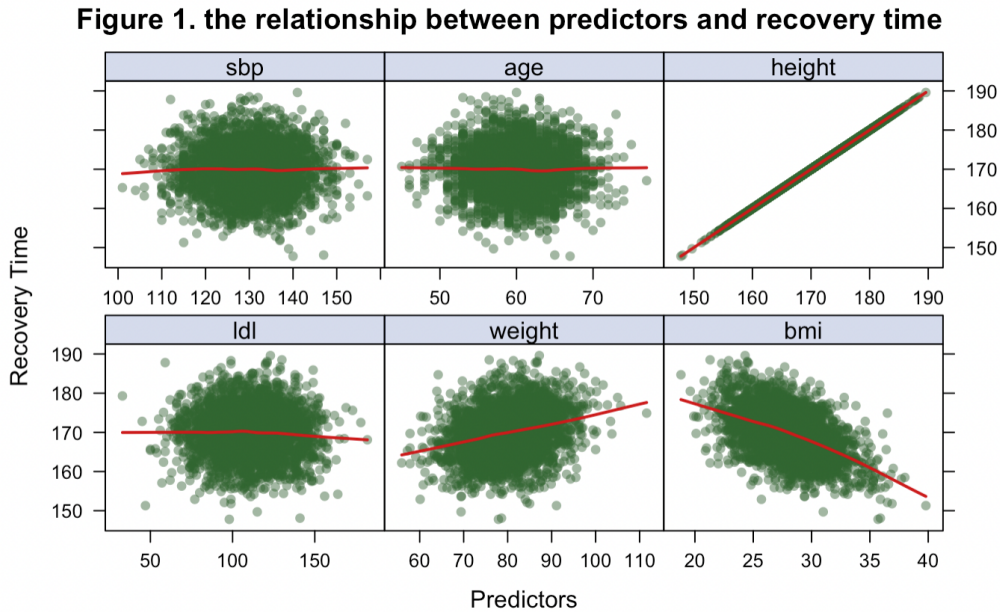 Figure 1. the relationship between predictors and recovery time
sbp age height
190
180
170
160
150
100 110 120 130 140 150 50 60 70 150 160 170 180 190
Recovery Time
ldl weight bmi
190
180
170
160
150
50 100 150 60 70 80 90 100 110 20 25 30 35 40
Predictors